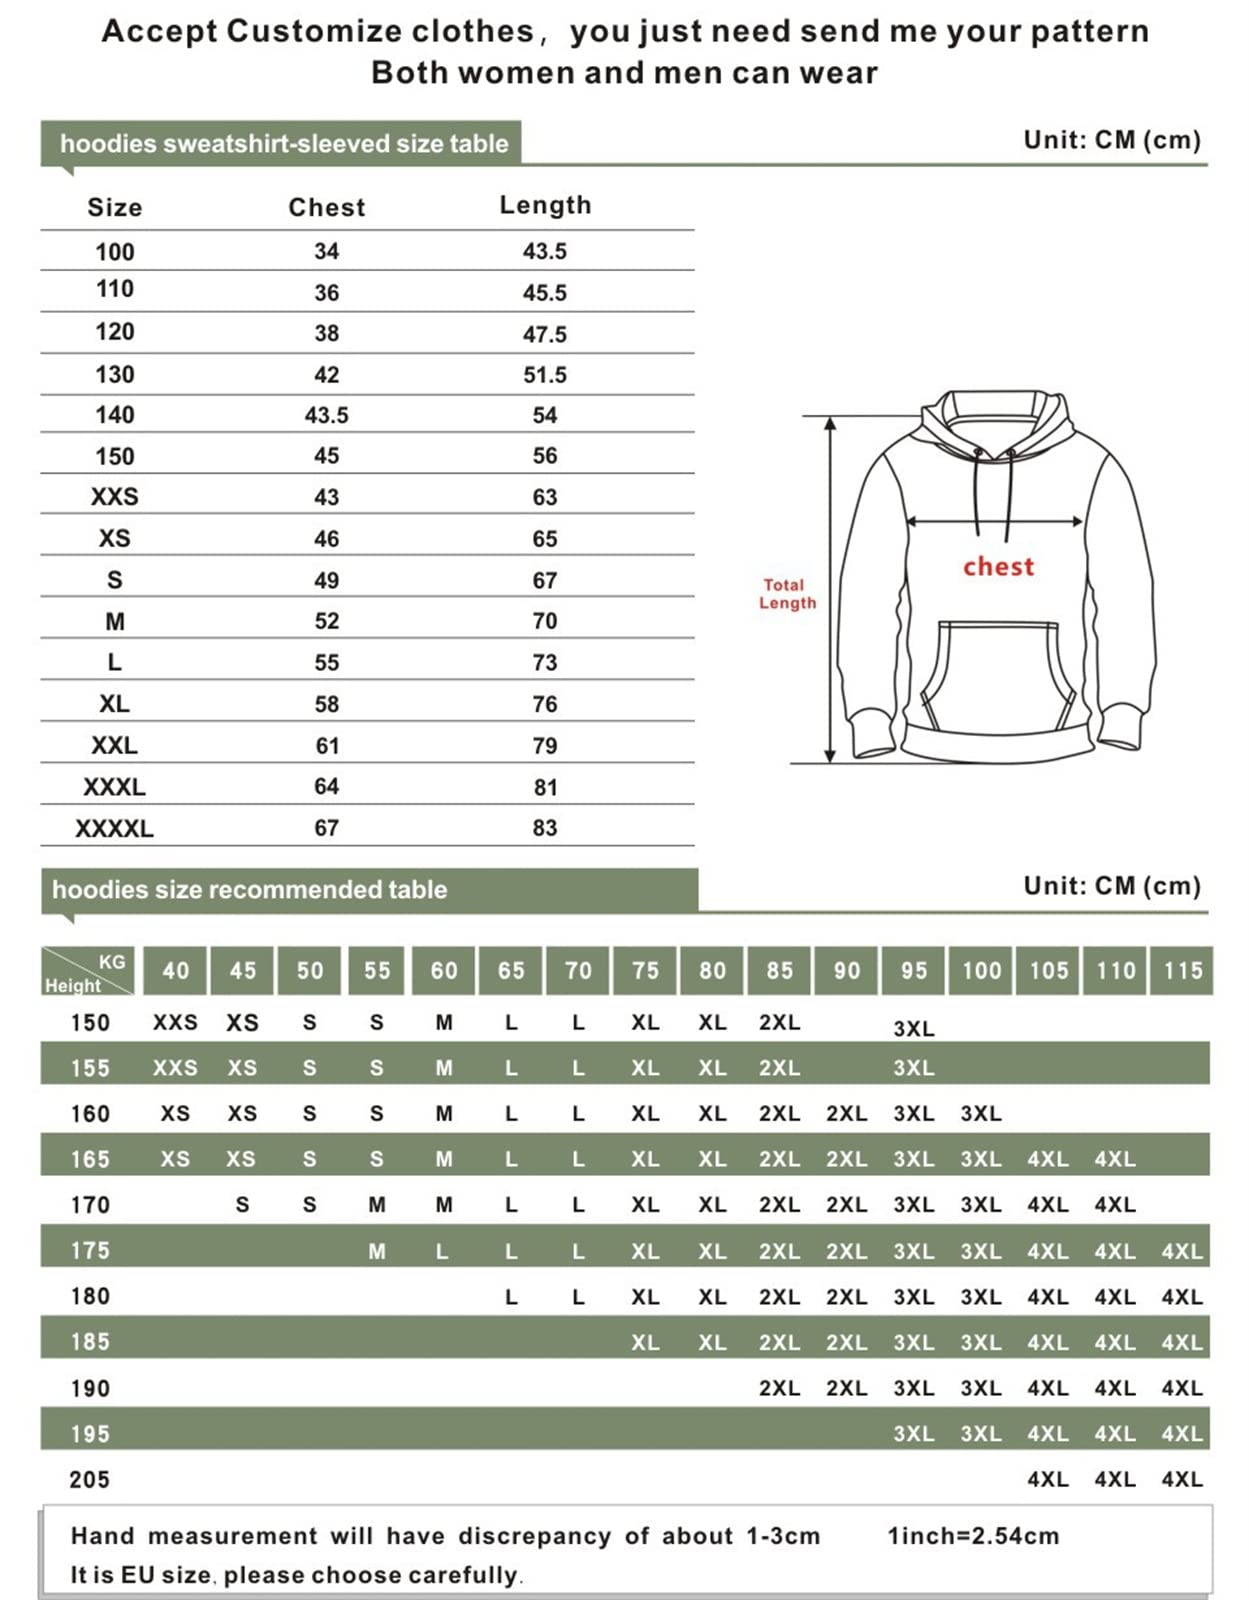 Accept Customize clothes, you just need send me your pattern
Both women and men can wear
hoodies sweatshirt-sleeved size table
Unit: CM (cm)
Size Chest Length
100 34 43.5
110 36 45.5
120 38 47.5
130 42 51.5
140 43.5 54
150 45 56
XXS 43 63
XS 46 65
S 49 67
M 52 70
L 55 73
XL 58 76
XXL 61 79
XXXL 64 81
XXXXL 67 83
chest
Total
Length
hoodies size recommended table
Unit: CM (cm)
KG
Height
40 45 50 55 60 65 70 75 80 85 90 95 100 105 110 115
150 XXS XS S S M L L XL XL 2XL 3XL
155 XXS XS S S M L L XL XL 2XL 3XL
160 XS XS S S M L L XL XL 2XL 2XL 3XL 3XL
165 XS XS S S M L L XL XL 2XL 2XL 3XL 3XL 4XL 4XL
170 S S M M L L XL XL 2XL 2XL 3XL 3XL 4XL 4XL
175 M L L L XL XL 2XL 2XL 3XL 3XL 4XL 4XL 4XL
180 L L XL XL 2XL 2XL 3XL 3XL 4XL 4XL 4XL
185 XL XL 2XL 2XL 3XL 3XL 4XL 4XL 4XL
190 2XL 2XL 3XL 3XL 4XL 4XL 4XL
195 3XL 3XL 4XL 4XL 4XL
205 4XL 4XL 4XL
Hand measurement will have discrepancy of about 1-3cm 1inch=2.54cm
It is EU size, please choose carefully.